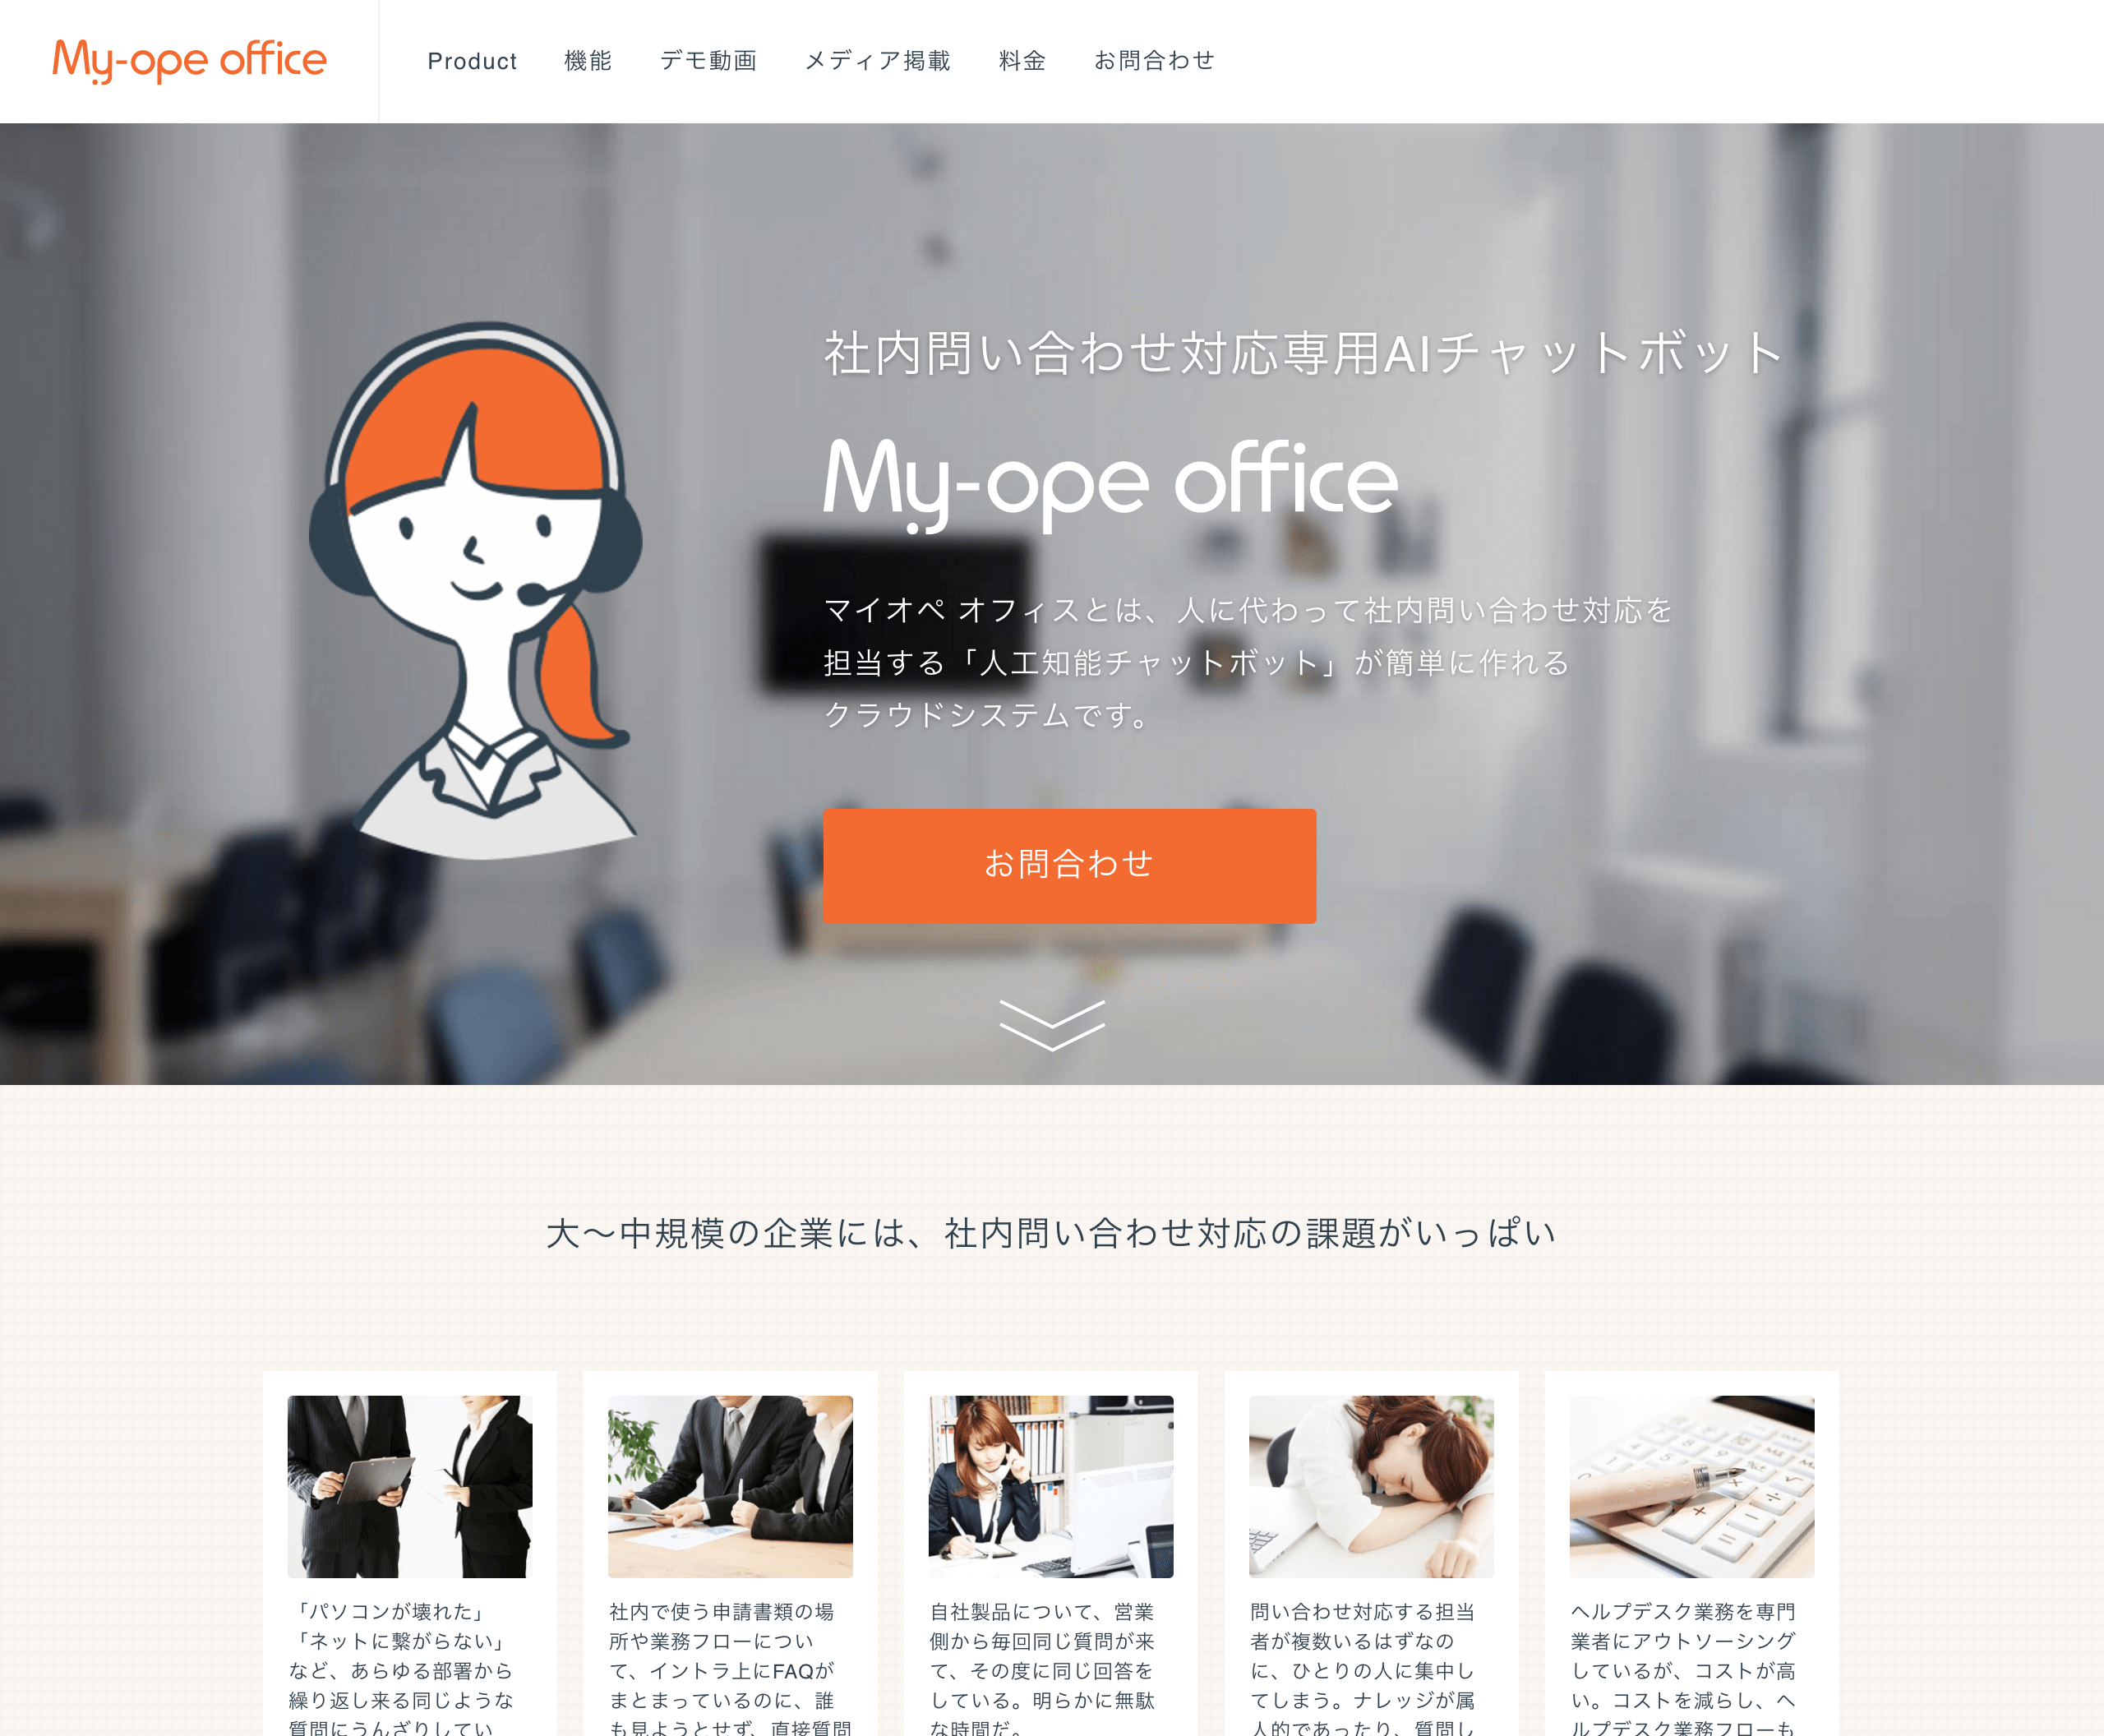 My-ope office
Product 機能 デモ動画 メディア掲載 料金 お問合わせ
社内問い合わせ対応専用AIチャットボット
My-ope office
マイオペ オフィスとは、人に代わって社内問い合わせ対応を
担当する「人工知能チャットボット」が簡単に作れる
クラウドシステムです。
お問合わせ
大〜中規模の企業には、社内問い合わせ対応の課題がいっぱい
「パソコンが壊れた」
「ネットに繋がらない」
など、あらゆる部署から
繰り返し来る同じような
質問にうんざりしてい
社内で使う申請書類の場
所や業務フローについ
て、イントラ上にFAQが
まとまっているのに、誰
も見ようとせず、直接質問
自社製品について、営業
側から毎回同じ質問が来
て、その度に同じ回答を
している。明らかに無駄
な時間だ。
問い合わせ対応する担当
者が複数いるはずなの
に、ひとりの人に集中し
てしまう。ナレッジが属
人的であったり、質問し
ヘルプデスク業務を専門
業者にアウトソーシング
しているが、コストが高
い。コストを減らし、ヘ
ルプデスク業務フローも